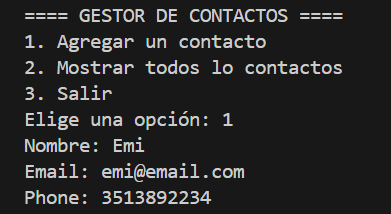 ==== GESTOR DE CONTACTOS ====
1. Agregar un contacto
2. Mostrar todos lo contactos
3. Salir
Elige una opción: 1
Nombre: Emi
Email: emi@email.com
Phone: 3513892234